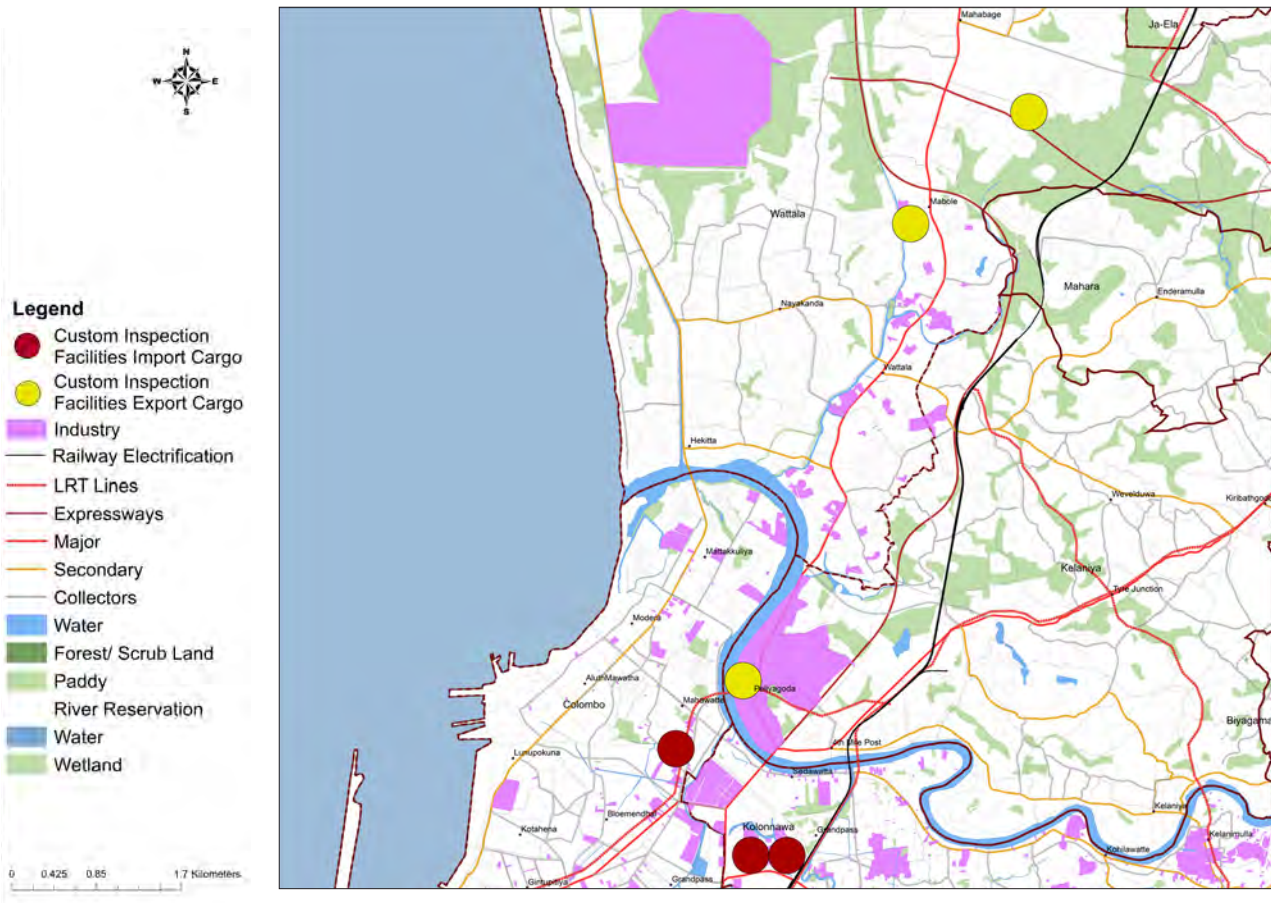 N
W E
S
Legend
Custom Inspection
Facilities Import Cargo
Custom Inspection
Facilities Export Cargo
Industry
Railway Electrification
LRT Lines
Expressways
Major
Secondary
Collectors
Water
Forest/ Scrub Land
Paddy
River Reservation
Water
Wetland
0 0.425 0.85 1.7 Kilometers
Mahabage
Ja-Ela
Mabole
Wattala
Mahara
Enderamulla
Nayakanda
Wattala
Hekitta
Wevelduwa
Kiribathgoda
Mattakkuliya
Kelaniya
Tyre Junction
Modera
AluthMawatha
Peliyagoda
Mahawatte
Colombo
Biyagama
4th Mile Post
Lunupokuna
Sedawatta
Kelaniya
Bloemendhal
Kolonnawa
Grandpass
Kotahena
Kelanimulla
Kohilawatte
Gintupitiya
Grandpass